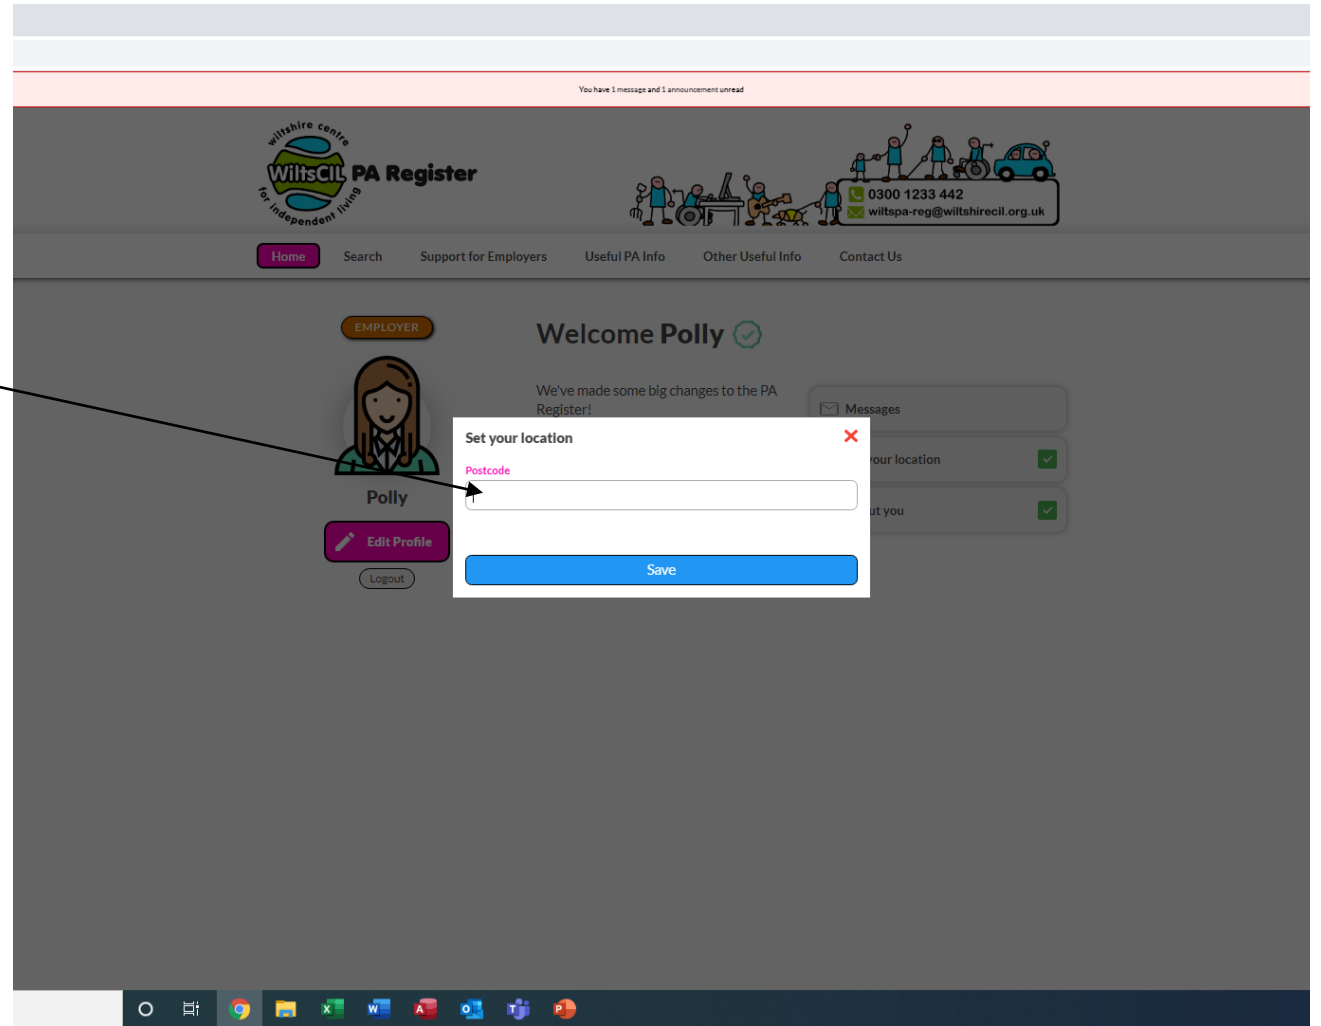 You have 1 message and 1 announcement unread
wiltshire centre
WiltsCIL PA Register
for independent living
0300 1233 442
wiltspa-reg@wiltshirecil.org.uk
Home Search Support for Employers Useful PA Info Other Useful Info Contact Us
EMPLOYER
Welcome Polly
We've made some big changes to the PA
Register!
Messages
Set your location
Postcode
your location
Polly
ut you
Edit Profile
Save
Logout